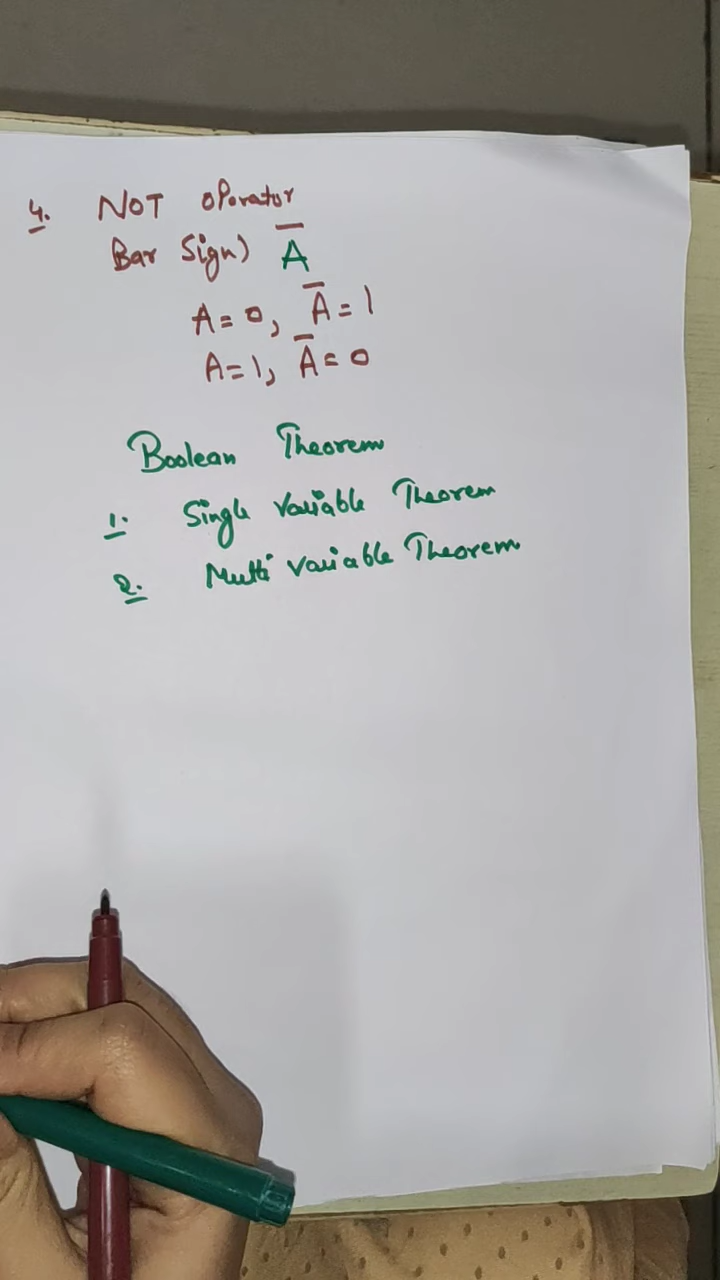 4. NOT operator
Bar Sign) A̅
A = 0, A̅ = 1
A = 1, A̅ = 0
Boolean Theorem
1. Single Variable Theorem
2. Multi Variable Theorem